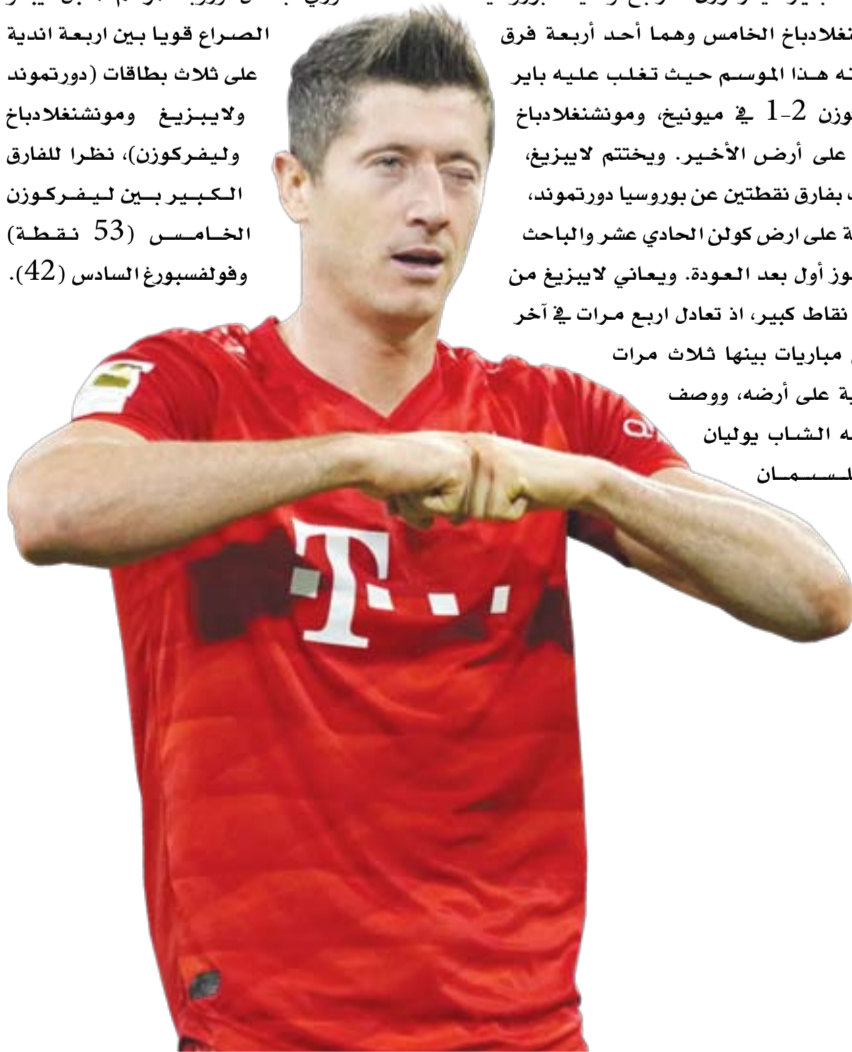 الخامس وهما أحد أربعة فرق
هذا الموسم حيث تغلب عليه باير
2-1 في ميونيخ، ومونشنغلادباخ
على أرض الأخير. ويختتم لايبزيغ،
بفارق نقطتين عن بوروسيا دورتموند،
على ارض كولن الحادي عشر والباحث
أول بعد العودة. ويعاني لايبزيغ من
نقاط كبير، اذ تعادل اربع مرات في آخر
مباريات بينها ثلاث مرات
على أرضه، ووصف
الشاب يوليان
الصراع قويا بين اربعة اندية
على ثلاث بطاقات (دورتموند
ولايبزيغ ومونشنغلادباخ
وليفركوزن)، نظرا للفارق
الكبير بين ليفركوزن
الخامس (53 نقطة)
وفولفسبورغ السادس (42).
T